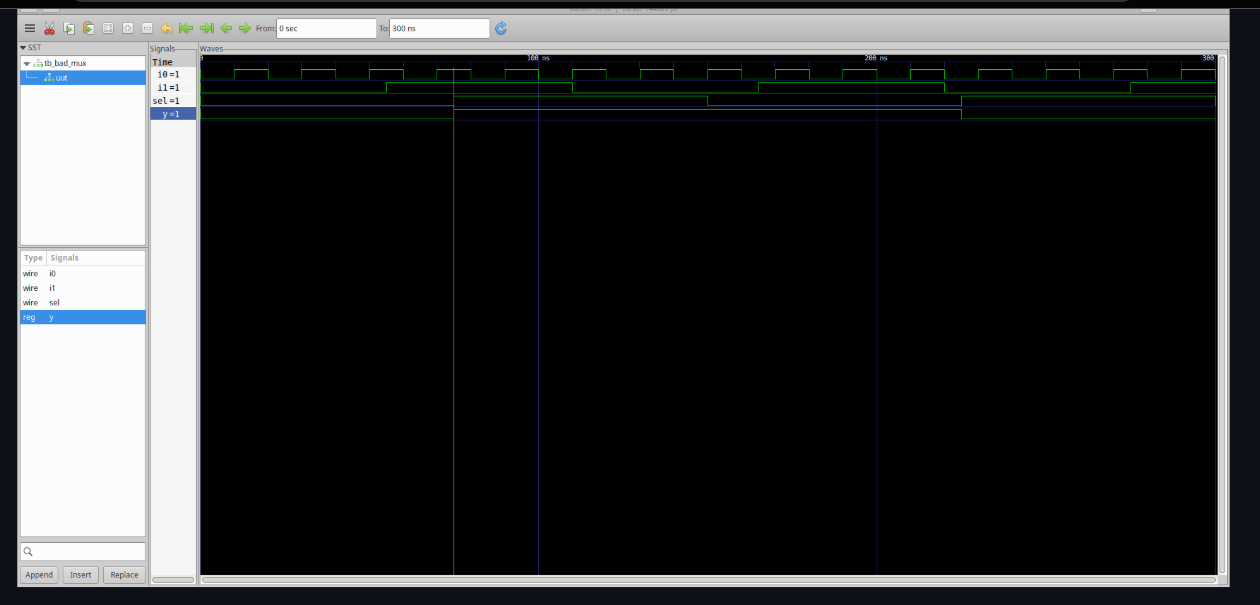 From: 0 sec To: 300 ns
SST
tb_bad_mux
uut
Type Signals
wire i0
wire i1
wire sel
reg y
Append Insert Replace
Signals
Time
i0=1
i1=1
sel=1
y=1
Waves
0 100 ns 200 ns 300